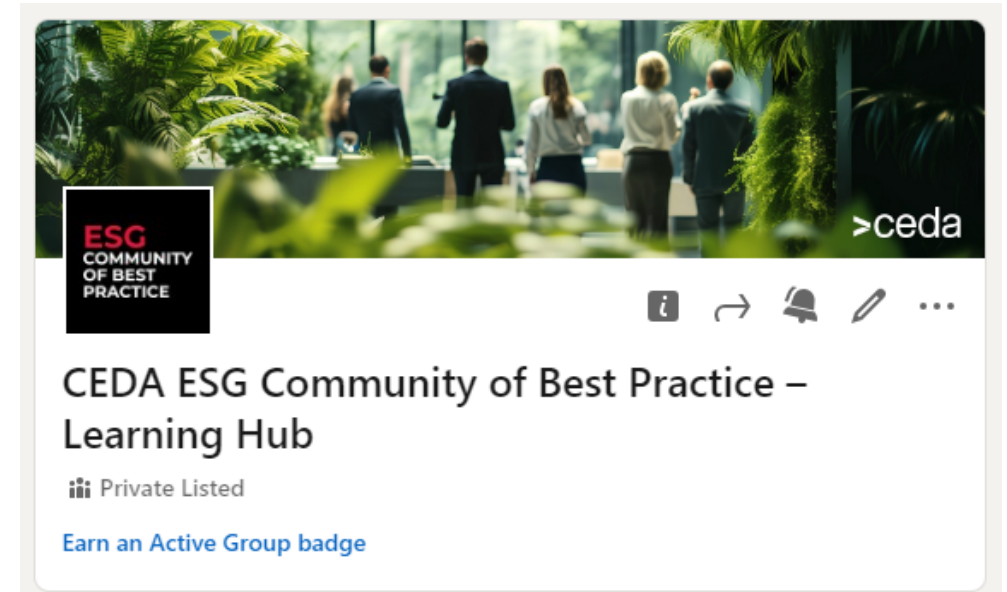 >ceda
ESG
COMMUNITY
OF BEST
PRACTICE
CEDA ESG Community of Best Practice –
Learning Hub
Private Listed
Earn an Active Group badge